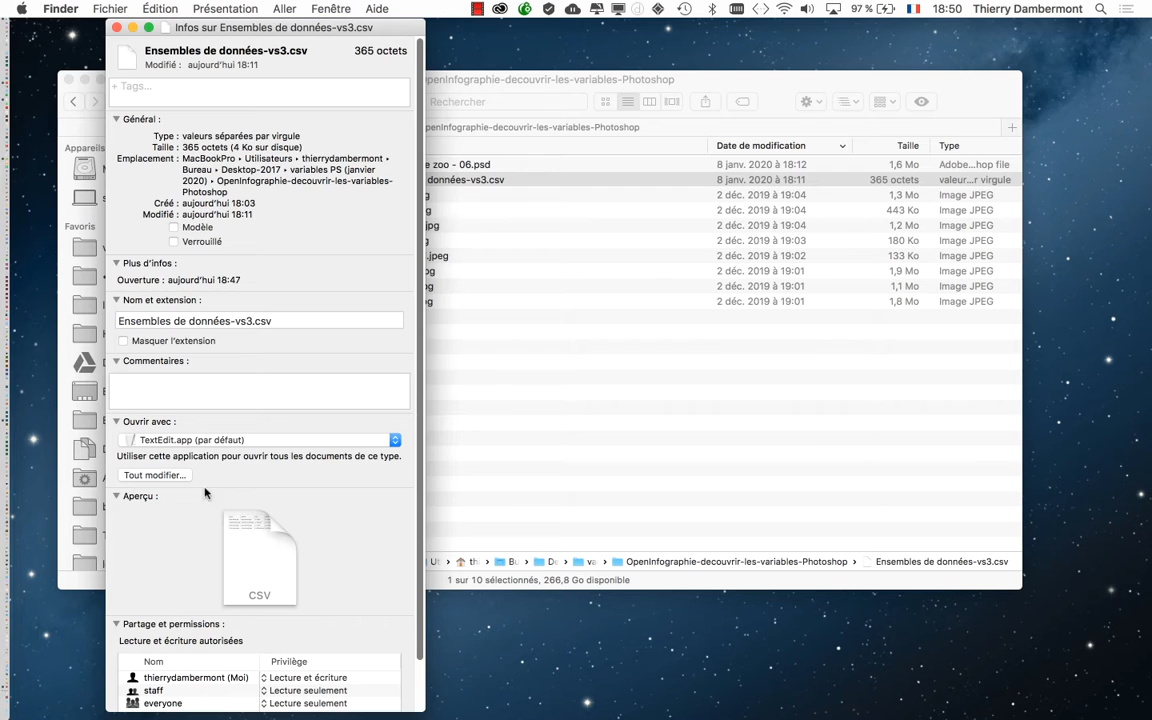 Finder Fichier Édition Présentation Aller Fenêtre Aide 97 % 18:50 Thierry Dambermont
Infos sur Ensembles de données-vs3.csv
Ensembles de données-vs3.csv 365 octets
Modifié : aujourd'hui 18:11
+ Tags...
Général :
Type : valeurs séparées par virgule
Taille : 365 octets (4 Ko sur disque)
Emplacement : MacBookPro ▸ Utilisateurs ▸ thierrydambermont ▸
Bureau ▸ Desktop-2017 ▸ variables PS (janvier
2020) ▸ OpenInfographie-decouvrir-les-variables-
Photoshop
Créé : aujourd'hui 18:03
Modifié : aujourd'hui 18:11
Modèle
Verrouillé
Plus d'infos :
Ouverture : aujourd'hui 18:47
Nom et extension :
Ensembles de données-vs3.csv
Masquer l'extension
Commentaires :
Ouvrir avec :
TextEdit.app (par défaut)
Utiliser cette application pour ouvrir tous les documents de ce type.
Tout modifier...
Aperçu :
CSV
Partage et permissions :
Lecture et écriture autorisées
Nom Privilège
thierrydambermont (Moi) Lecture et écriture
staff Lecture seulement
everyone Lecture seulement
OpenInfographie-decouvrir-les-variables-Photoshop
Rechercher
OpenInfographie-decouvrir-les-variables-Photoshop
Appareils
Favoris
Date de modification Taille Type
e zoo - 06.psd 8 janv. 2020 à 18:12 1,6 Mo Adobe...hop file
données-vs3.csv 8 janv. 2020 à 18:11 365 octets valeur...r virgule
g 2 déc. 2019 à 19:04 1,3 Mo Image JPEG
g 2 déc. 2019 à 19:04 443 Ko Image JPEG
jpg 2 déc. 2019 à 19:04 1,2 Mo Image JPEG
g 2 déc. 2019 à 19:03 180 Ko Image JPEG
.jpeg 2 déc. 2019 à 19:02 133 Ko Image JPEG
og 2 déc. 2019 à 19:01 1,9 Mo Image JPEG
og 2 déc. 2019 à 19:01 1,1 Mo Image JPEG
g 2 déc. 2019 à 19:01 1,8 Mo Image JPEG
Ut › th › Bu › De › va › OpenInfographie-decouvrir-les-variables-Photoshop › Ensembles de données-vs3.csv
1 sur 10 sélectionnés, 266,8 Go disponible